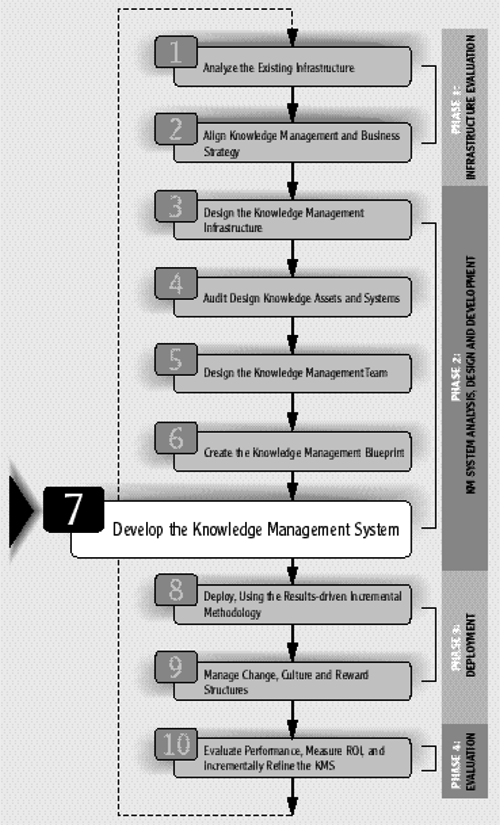 1
Analyze the Existing Infrastructure
2
Align Knowledge Management and Business
Strategy
3
Design the Knowledge Management
Infrastructure
4
Audit Design Knowledge Assets and Systems
5
Design the Knowledge Management Team
6
Create the Knowledge Management Blueprint
7
Develop the Knowledge Management System
8
Deploy, Using the Results-driven Incremental
Methodology
9
Manage Change, Culture and Reward
Structures
10
Evaluate Performance, Measure ROI, and
Incrementally Refine the KMS
PHASE 1:
INFRASTRUCTURE EVALUATION
PHASE 2:
KM SYSTEM ANALYSIS, DESIGN AND DEVELOPMENT
PHASE 3:
DEPLOYMENT
PHASE 4:
EVALUATION